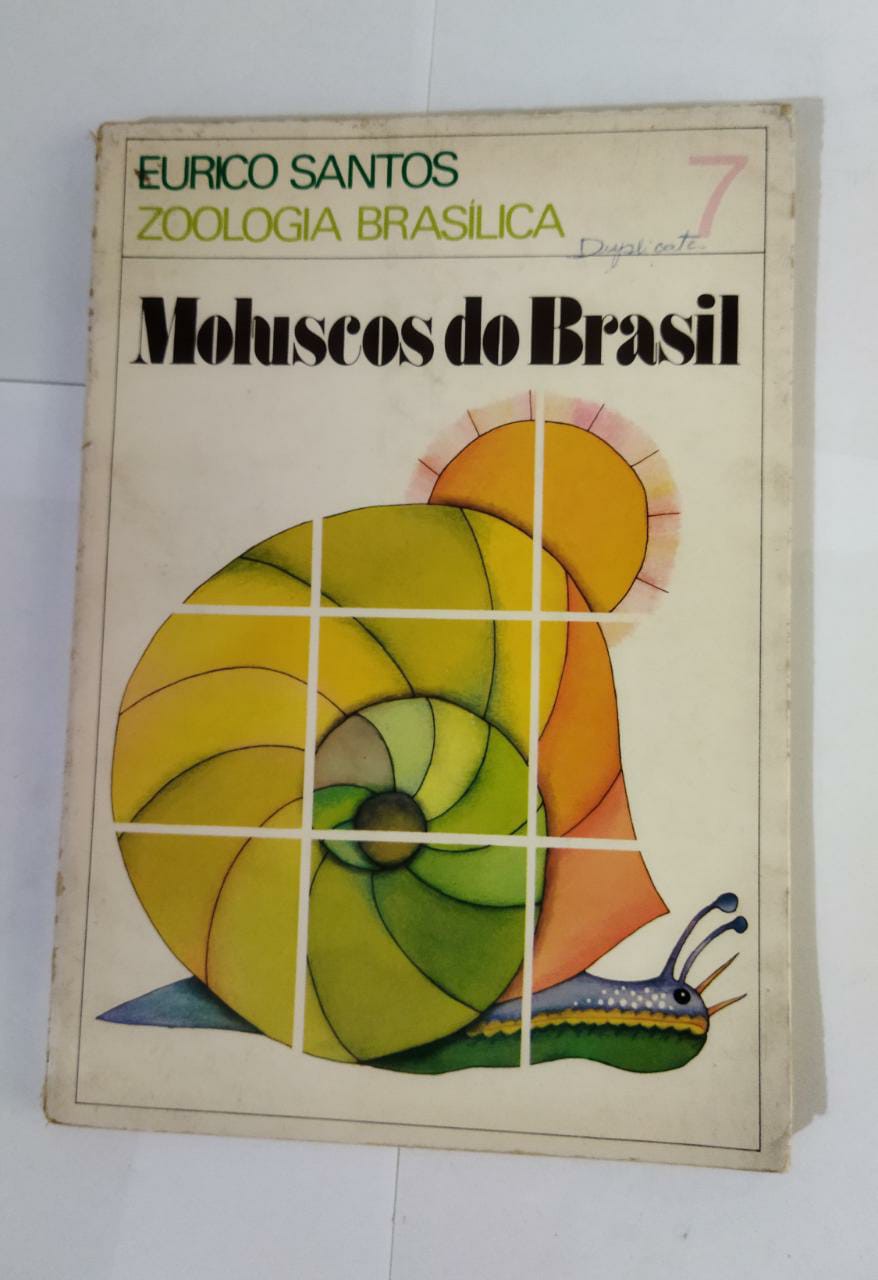 EURICO SANTOS
7
ZOOLOGIA BRASÍLICA
Duplicate
Moluscos do Brasil